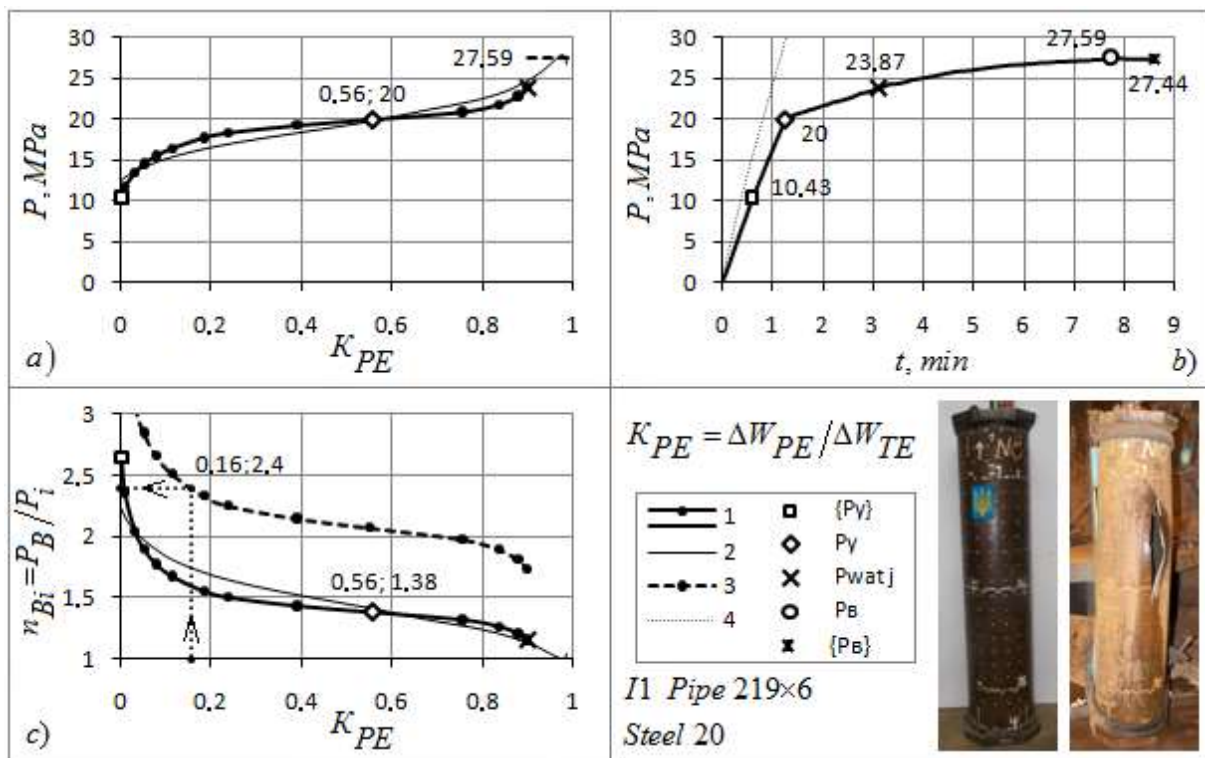 30
25
20
15
10
5
0
P, MPa
27.59
0.56; 20
0 0.2 0.4 0.6 0.8 1
K_PE
a)
30
25
20
15
10
5
0
P, MPa
27.59
23.87
27.44
20
10.43
0 1 2 3 4 5 6 7 8 9
t, min
b)
3
2.5
2
1.5
1
n_Bi=P_B/P_i
0.16;2.4
0.56; 1.38
0 0.2 0.4 0.6 0.8 1
K_PE
c)
K_PE = ΔW_PE/ΔW_TE
1 {Py}
2 Py
3 Pwatj
4 Pв
{Pв}
I1 Pipe 219×6
Steel 20